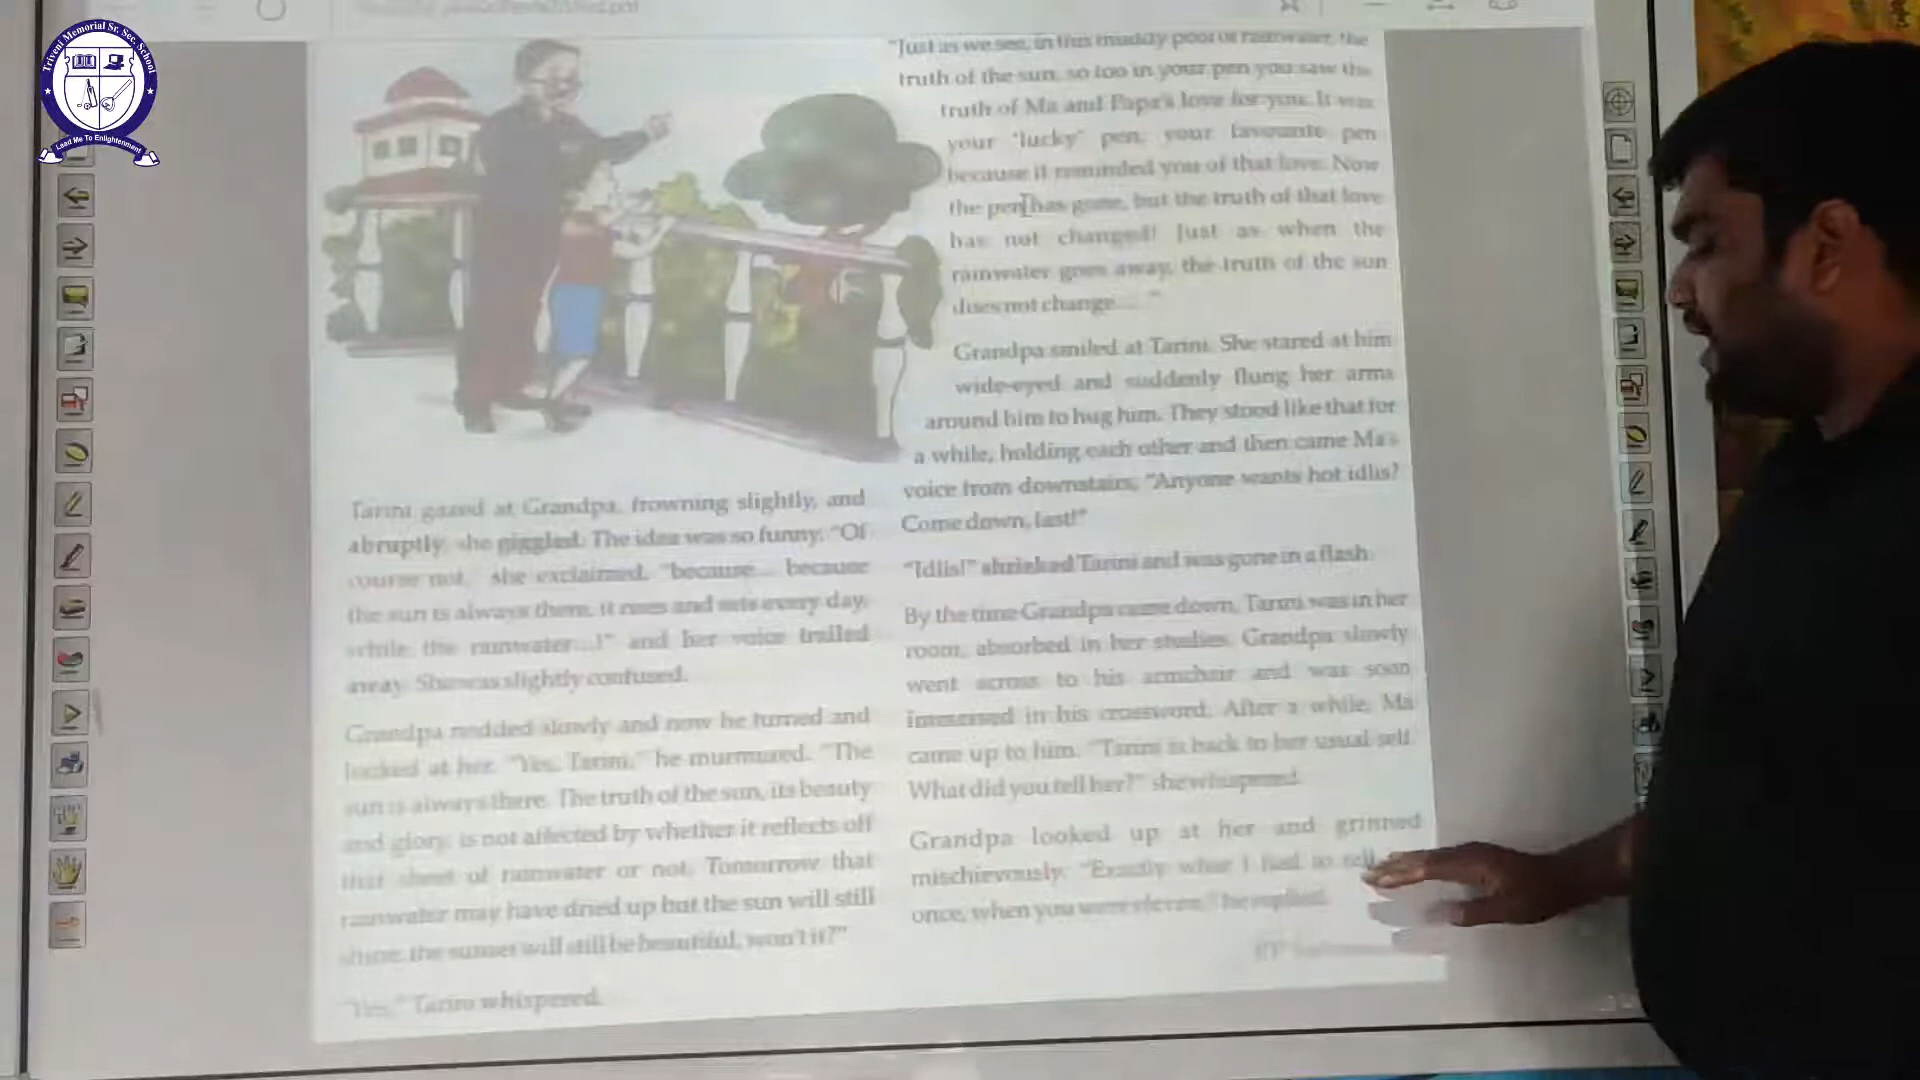 Triveni Memorial Sr. Sec. School
Lead Me To Enlightenment
Tarini gazed at Grandpa, frowning slightly, and
abruptly, she giggled. The idea was so funny. "Of
course not," she exclaimed, "because... because
the sun is always there, it rises and sets every day,
while the rainwater...!" and her voice trailed
away. She was slightly confused.
Grandpa nodded slowly and now he turned and
looked at her. "Yes, Tarini," he murmured. "The
sun is always there. The truth of the sun, its beauty
and glory, is not affected by whether it reflects off
that sheet of rainwater or not. Tomorrow that
rainwater may have dried up but the sun will still
shine, the sunset will still be beautiful, won't it?"
"Yes," Tarini whispered.
"Just as we see, in this muddy pool of rainwater, the
truth of the sun, so too in your pen you saw the
truth of Ma and Papa's love for you. It was
your 'lucky' pen, your favourite pen
because it reminded you of that love. Now
the pen has gone, but the truth of that love
has not changed! Just as when the
rainwater goes away, the truth of the sun
does not change... "
Grandpa smiled at Tarini. She stared at him
wide-eyed and suddenly flung her arms
around him to hug him. They stood like that for
a while, holding each other and then came Ma's
voice from downstairs, "Anyone wants hot idlis?
Come down, fast!"
"Idlis!" shrieked Tarini and was gone in a flash.
By the time Grandpa came down, Tarini was in her
room, absorbed in her studies. Grandpa slowly
went across to his armchair and was soon
immersed in his crossword. After a while, Ma
came up to him. "Tarini is back to her usual self.
What did you tell her?" she whispered.
Grandpa looked up at her and grinned
mischievously. "Exactly what I had to tell
once, when you were eleven," he replied.